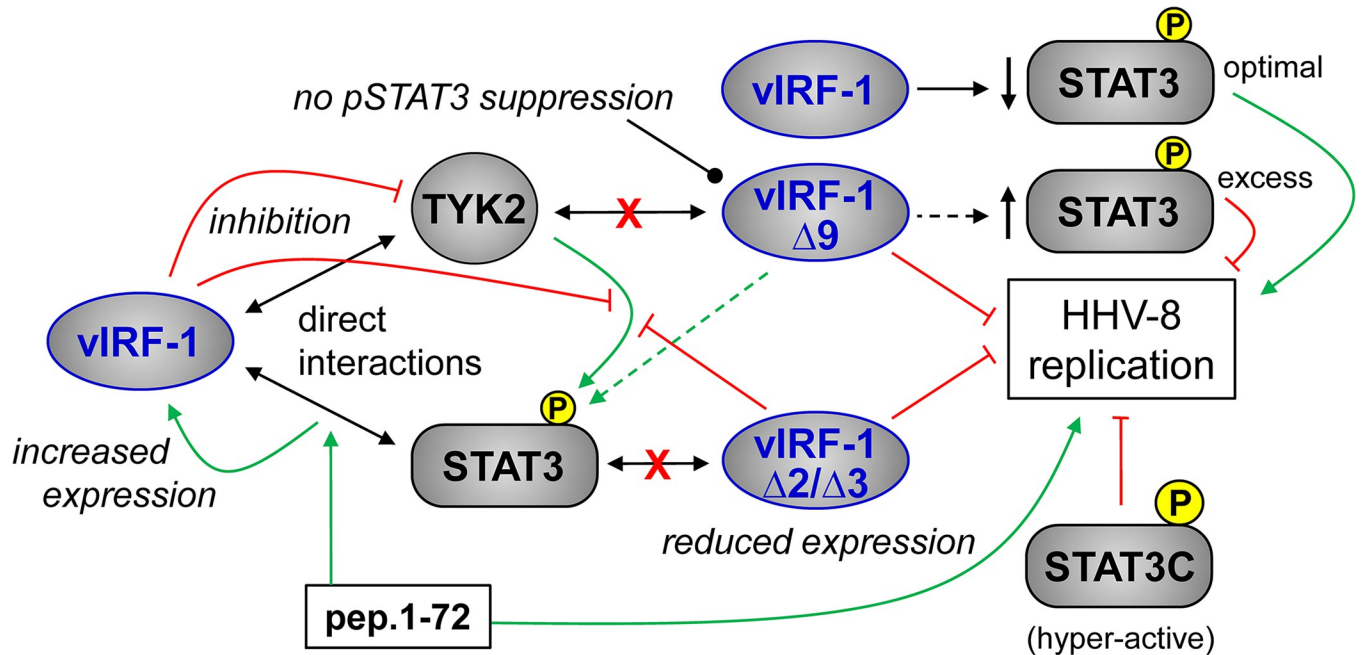 P
vIRF-1
STAT3
optimal
no pSTAT3 suppression
P
excess
TYK2
X
vIRF-1
Δ9
STAT3
inhibition
vIRF-1
direct
interactions
HHV-8
replication
P
increased
expression
STAT3
X
vIRF-1
Δ2/Δ3
P
reduced expression
STAT3C
pep.1-72
(hyper-active)